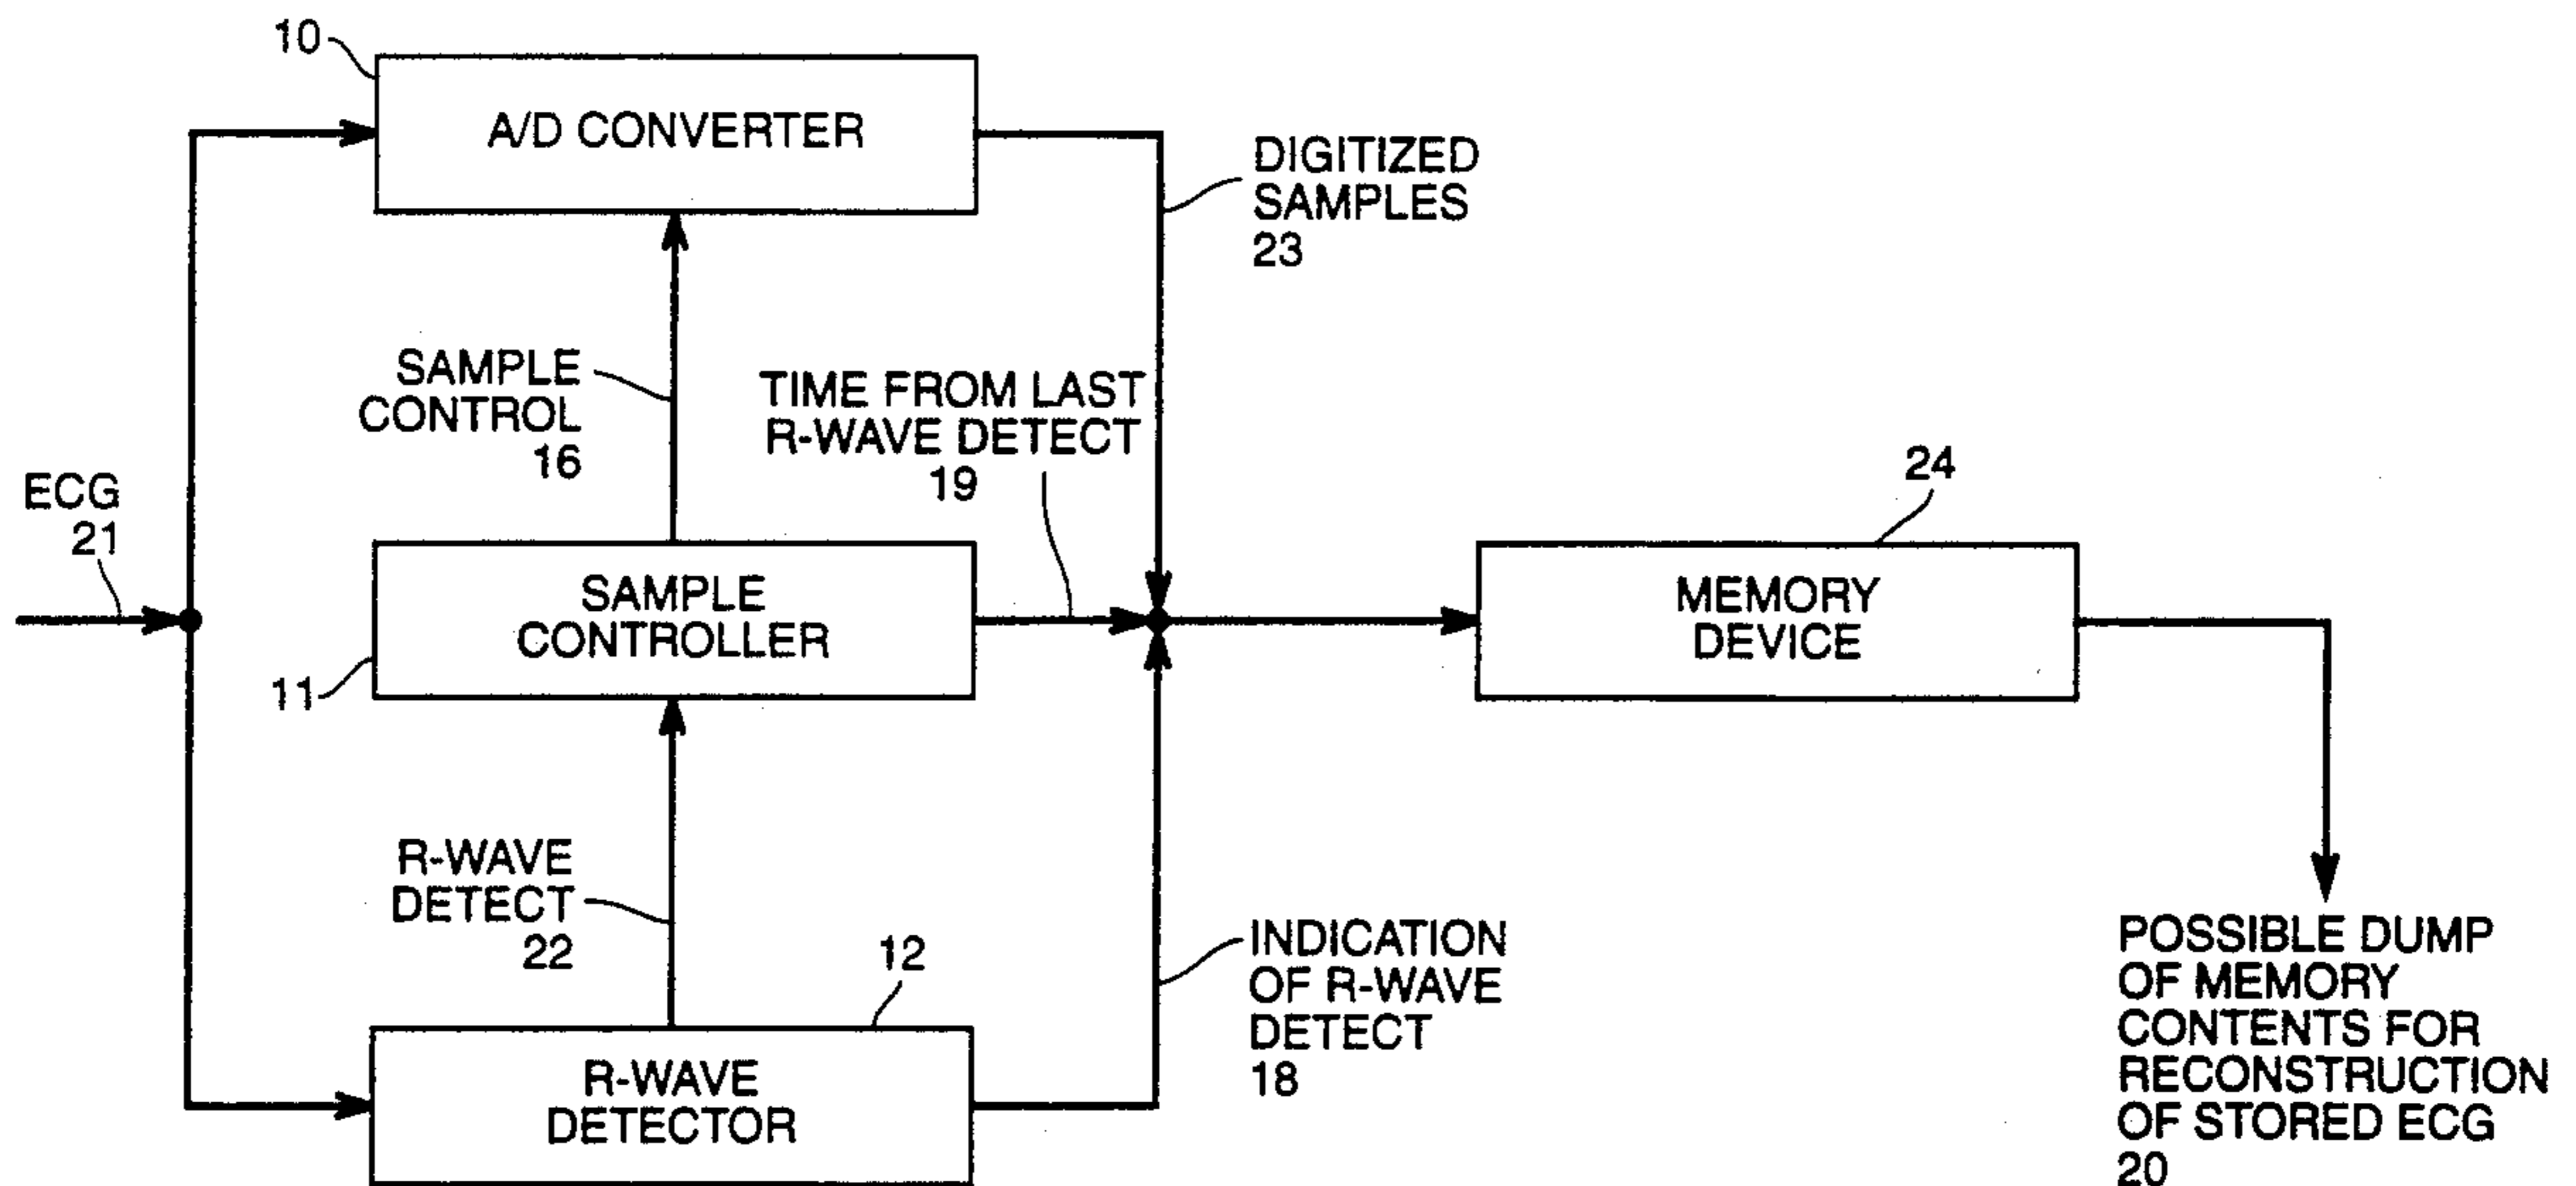 10
A/D CONVERTER
DIGITIZED
SAMPLES
23
SAMPLE
CONTROL
16
TIME FROM LAST
R-WAVE DETECT
19
ECG
21
24
SAMPLE
CONTROLLER
11
MEMORY
DEVICE
R-WAVE
DETECT
22
12
R-WAVE
DETECTOR
INDICATION
OF R-WAVE
DETECT
18
POSSIBLE DUMP
OF MEMORY
CONTENTS FOR
RECONSTRUCTION
OF STORED ECG
20